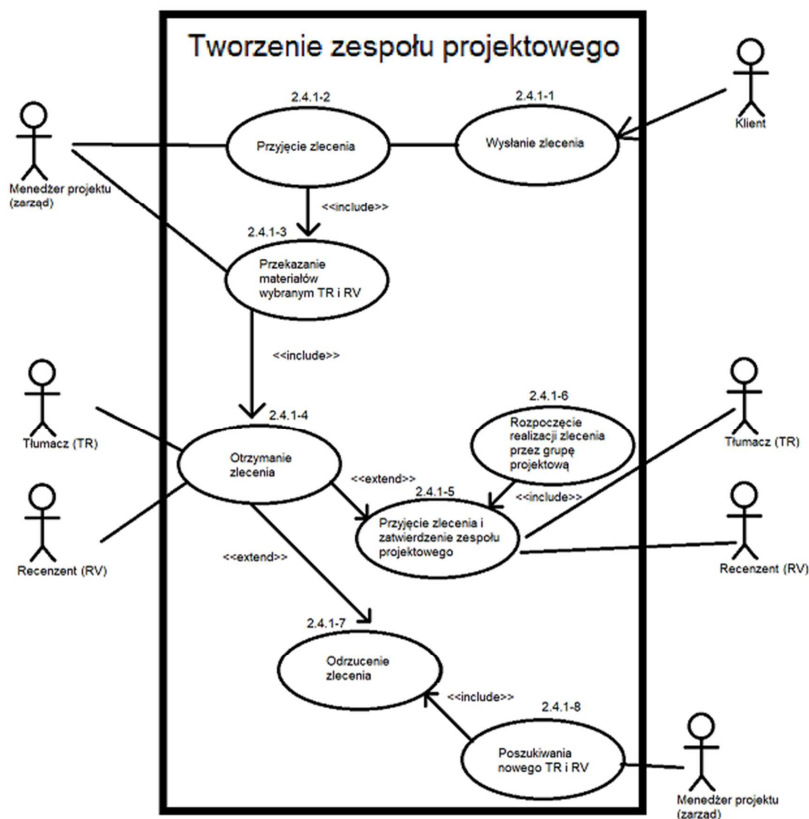 Tworzenie zespołu projektowego
2.4.1-2
2.4.1-1
Przyjęcie zlecenia
Wysłanie zlecenia
Klient
Menedżer projektu
(zarząd)
<<include>>
2.4.1-3
Przekazanie
materiałów
wybranym TR i RV
<<include>>
2.4.1-4
2.4.1-6
Tłumacz (TR)
Otrzymanie
zlecenia
Rozpoczęcie
realizacji zlecenia
przez grupę
projektową
Tłumacz (TR)
<<extend>>
2.4.1-5
<<include>>
Przyjęcie zlecenia i
zatwierdzenie zespołu
projektowego
Recenzent (RV)
Recenzent (RV)
<<extend>>
2.4.1-7
Odrzucenie
zlecenia
<<include>>
2.4.1-8
Poszukiwania
nowego TR i RV
Menedżer projektu
(zarząd)